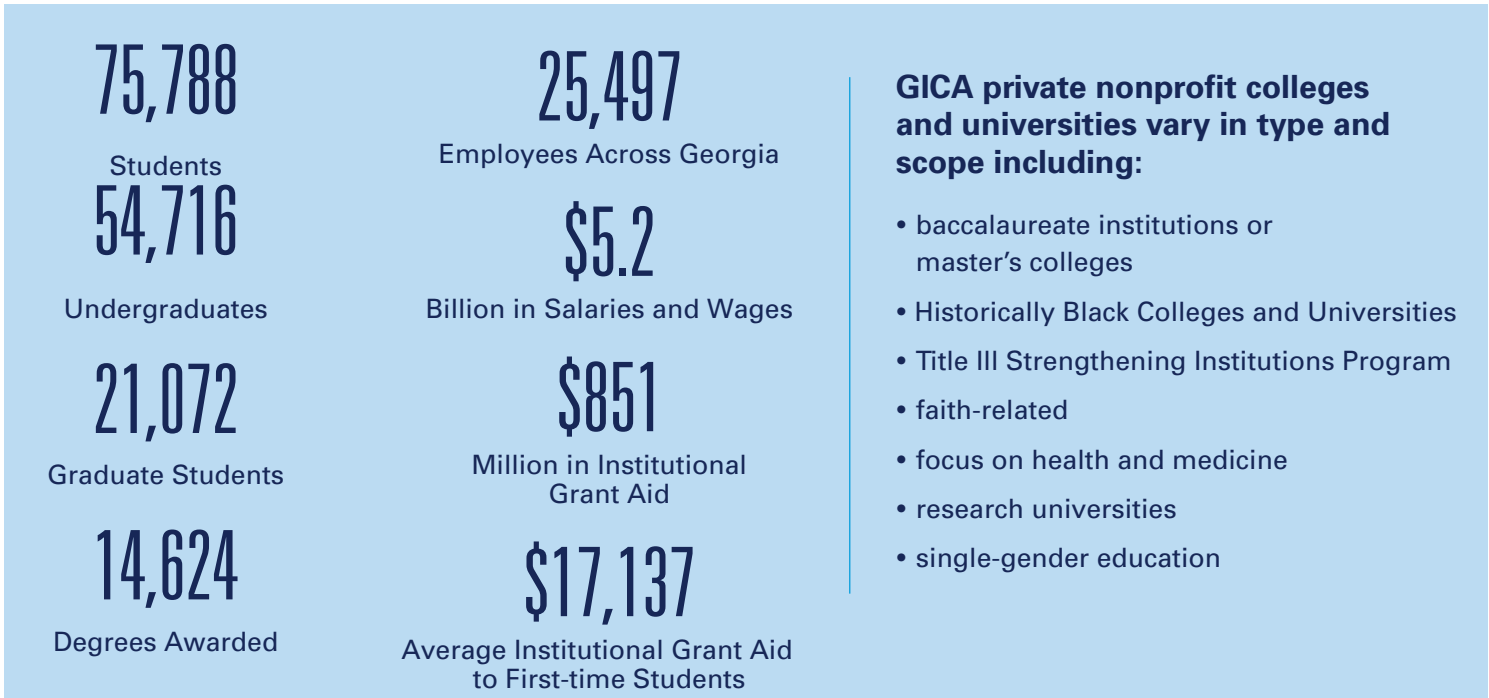 75,788
Students
54,716
Undergraduates
21,072
Graduate Students
14,624
Degrees Awarded
25,497
Employees Across Georgia
$5.2
Billion in Salaries and Wages
$851
Million in Institutional
Grant Aid
$17,137
Average Institutional Grant Aid
to First-time Students
GICA private nonprofit colleges
and universities vary in type and
scope including:
• baccalaureate institutions or
master’s colleges
• Historically Black Colleges and Universities
• Title III Strengthening Institutions Program
• faith-related
• focus on health and medicine
• research universities
• single-gender education